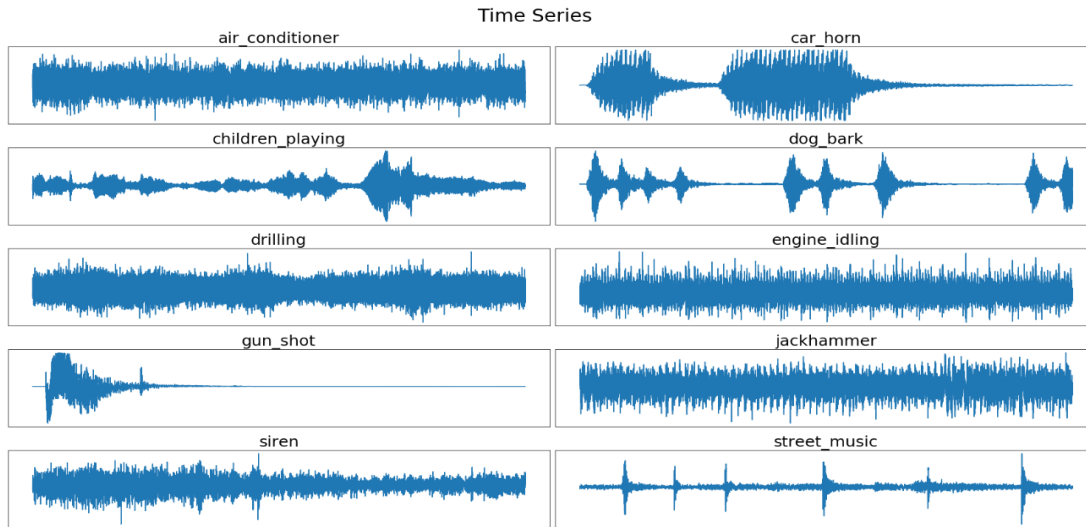 Time Series
air_conditioner
car_horn
children_playing
dog_bark
drilling
engine_idling
gun_shot
jackhammer
siren
street_music